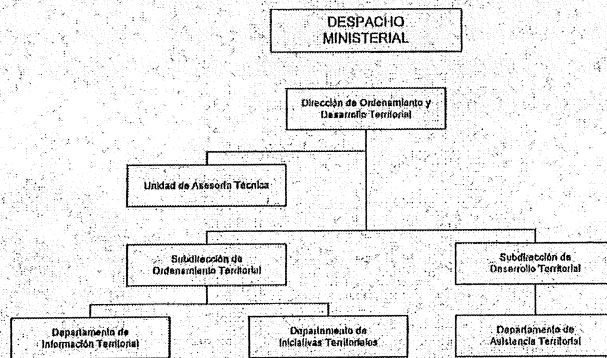 DESPACHO
MINISTERIAL
Dirección de Ordenamiento y
Desarrollo Territorial
Unidad de Asesoría Técnica
Subdirección de
Ordenamiento Territorial
Subdirección de
Desarrollo Territorial
Departamento de
Información Territorial
Departamento de
Iniciativas Territoriales
Departamento de
Asistencia Territorial